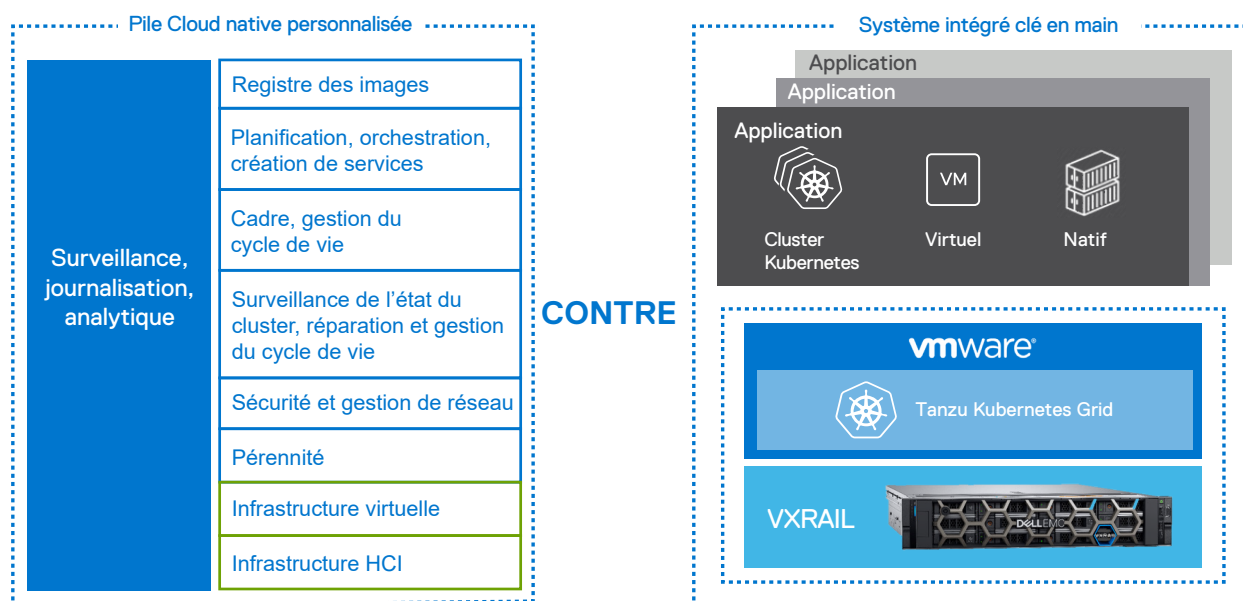 Pile Cloud native personnalisée
Surveillance,
journalisation,
analytique
Registre des images
Planification, orchestration,
création de services
Cadre, gestion du
cycle de vie
Surveillance de l’état du
cluster, réparation et gestion
du cycle de vie
Sécurité et gestion de réseau
Pérennité
Infrastructure virtuelle
Infrastructure HCI
CONTRE
Système intégré clé en main
Application
Application
Application
VM
Cluster
Kubernetes
Virtuel
Natif
vmware®
Tanzu Kubernetes Grid
VXRAIL
DELLEMC
VXRAIL